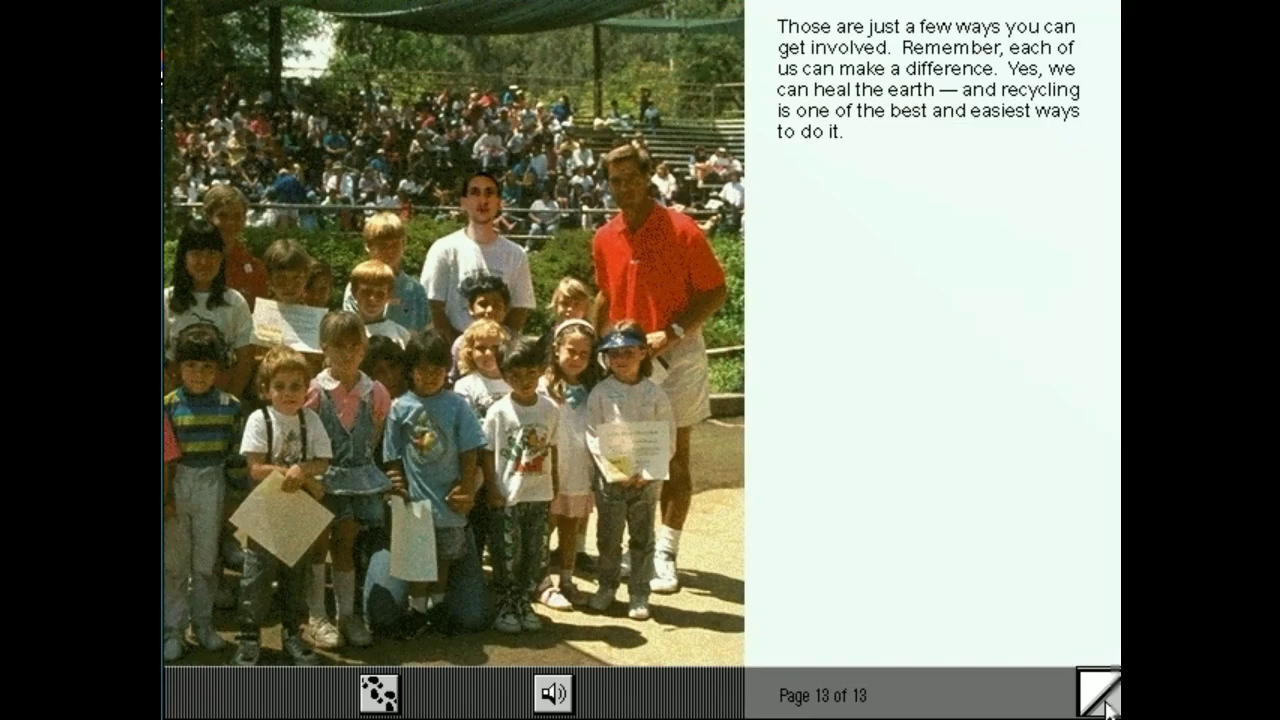 Those are just a few ways you can
get involved.  Remember, each of
us can make a difference.  Yes, we
can heal the earth — and recycling
is one of the best and easiest ways
to do it.
Page 13 of 13